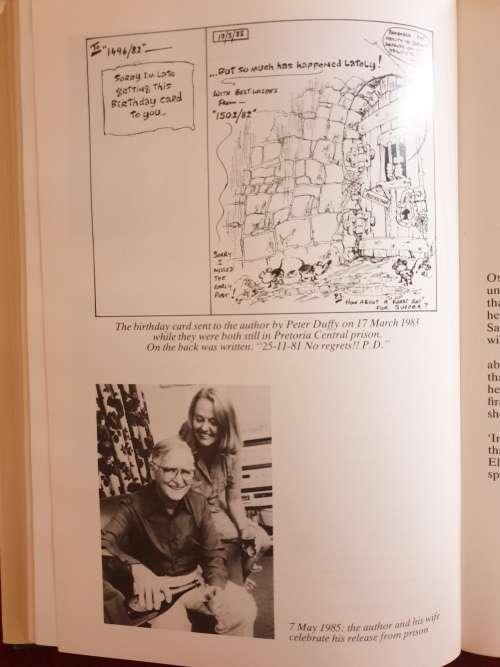 To "1496/82"
Sorry I'm late
getting this
Birthday card
to you..
...But so much has happened lately!
With best wishes
From —
"1502/82"
Sorry
I
missed
the
early
post!
How about a
for supper?
The birthday card sent to the author by Peter Duffy on 17 March 1983
while they were both still in Pretoria Central prison.
On the back was written: "25-11-81 No regrets!! P.D."
7 May 1985: the author and his wife
celebrate his release from prison